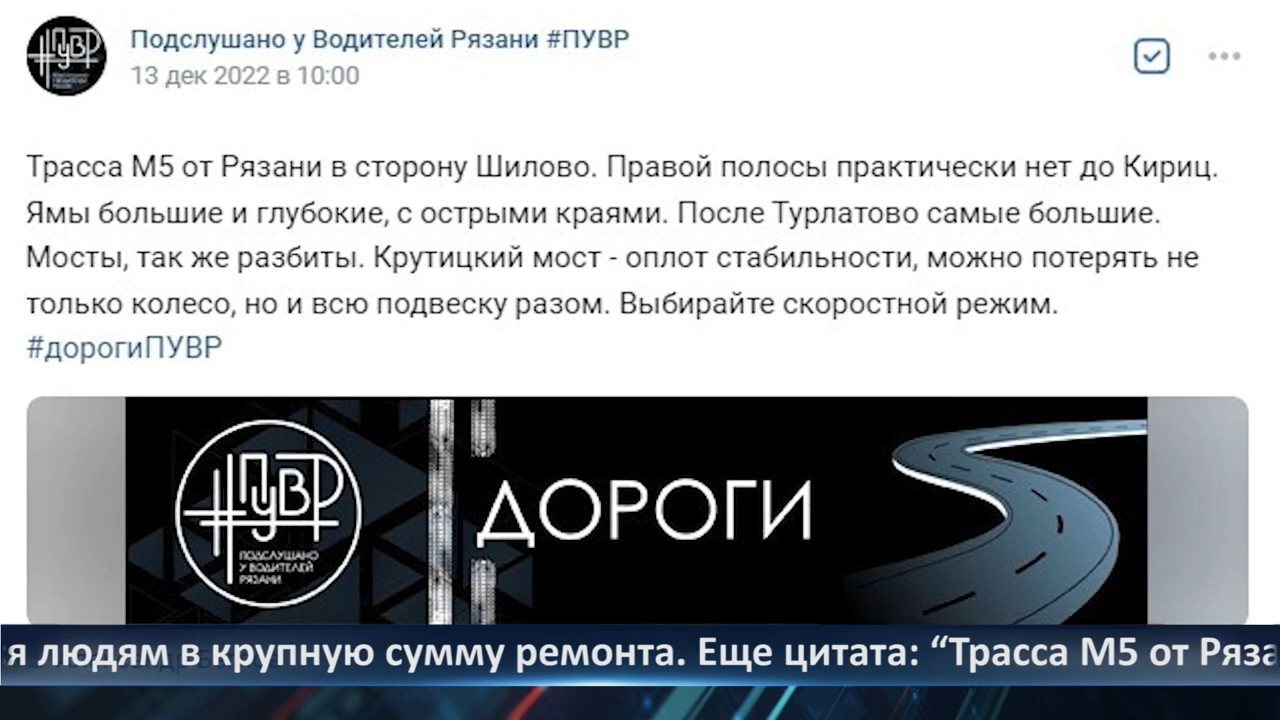 Подслушано у Водителей Рязани #ПУВР
13 дек 2022 в 10:00
Трасса М5 от Рязани в сторону Шилово. Правой полосы практически нет до Кириц.
Ямы большие и глубокие, с острыми краями. После Турлатово самые большие.
Мосты, так же разбиты. Крутицкий мост - оплот стабильности, можно потерять не
только колесо, но и всю подвеску разом. Выбирайте скоростной режим.
#дорогиПУВР
#ПУВР
ПОДСЛУШАНО
У ВОДИТЕЛЕЙ
РЯЗАНИ
ДОРОГИ
я людям в крупную сумму ремонта. Еще цитата: “Трасса М5 от Ряза